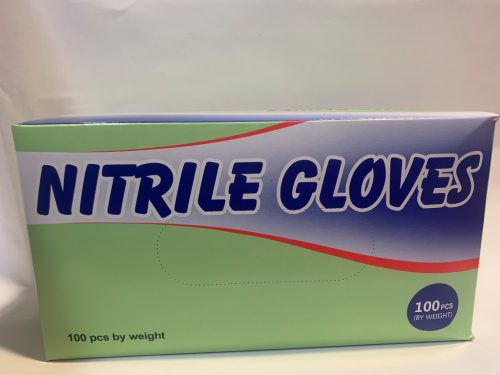 NITRILE GLOVES
100 PCS
(BY WEIGHT)
100 pcs by weight